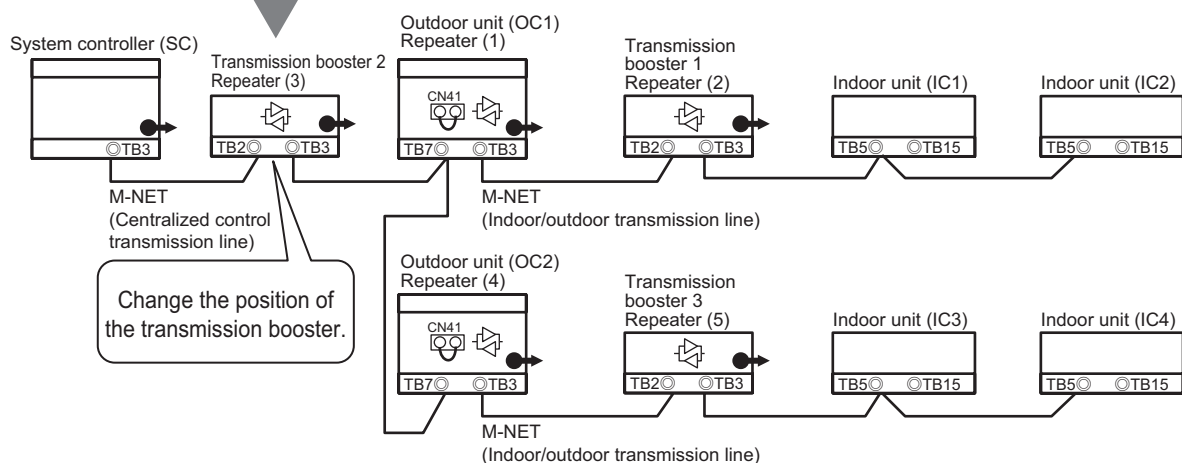 System controller (SC)
Transmission booster 2
Repeater (3)
Outdoor unit (OC1)
Repeater (1)
Transmission
booster 1
Repeater (2)
Indoor unit (IC1)
Indoor unit (IC2)
CN41
TB3
TB2 TB3
TB7 TB3
TB2 TB3
TB5 TB15
TB5 TB15
M-NET
(Centralized control
transmission line)
M-NET
(Indoor/outdoor transmission line)
Change the position of
the transmission booster.
Outdoor unit (OC2)
Repeater (4)
Transmission
booster 3
Repeater (5)
Indoor unit (IC3)
Indoor unit (IC4)
CN41
TB7 TB3
TB2 TB3
TB5 TB15
TB5 TB15
M-NET
(Indoor/outdoor transmission line)